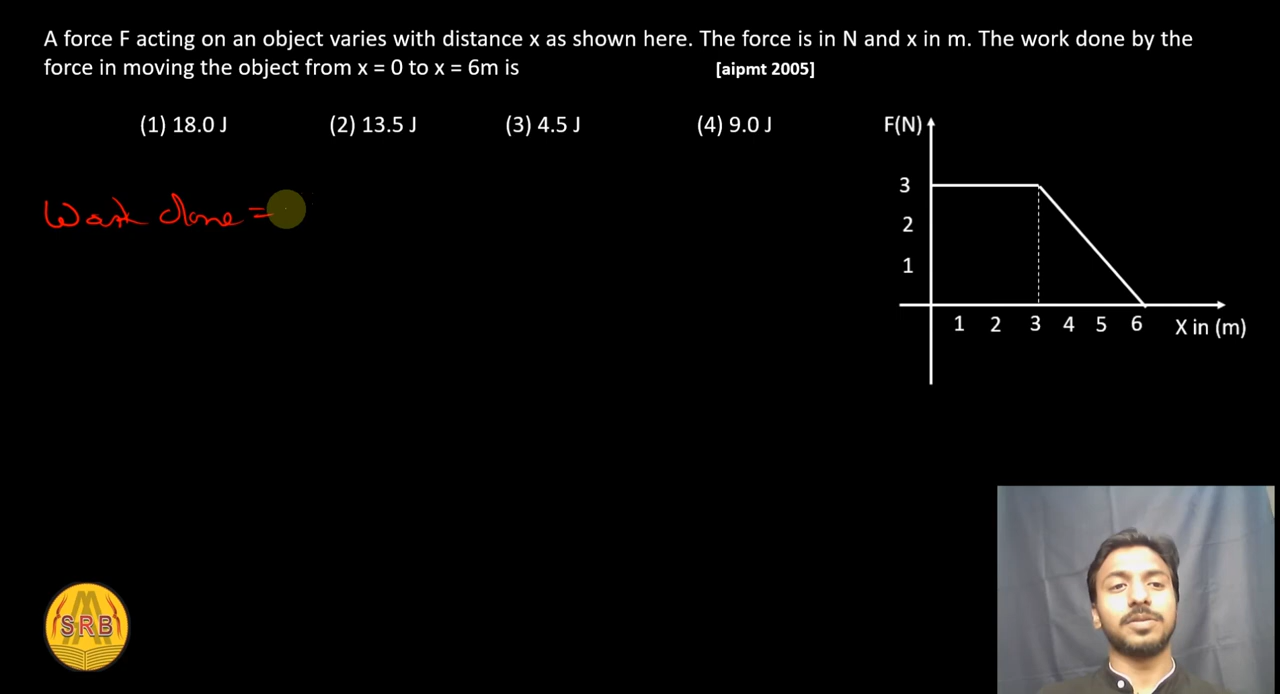 A force F acting on an object varies with distance x as shown here. The force is in N and x in m. The work done by the
force in moving the object from x = 0 to x = 6m is [aipmt 2005]
(1) 18.0 J (2) 13.5 J (3) 4.5 J (4) 9.0 J
F(N)
3
2
1
1 2 3 4 5 6 X in (m)
Work done =
SRB